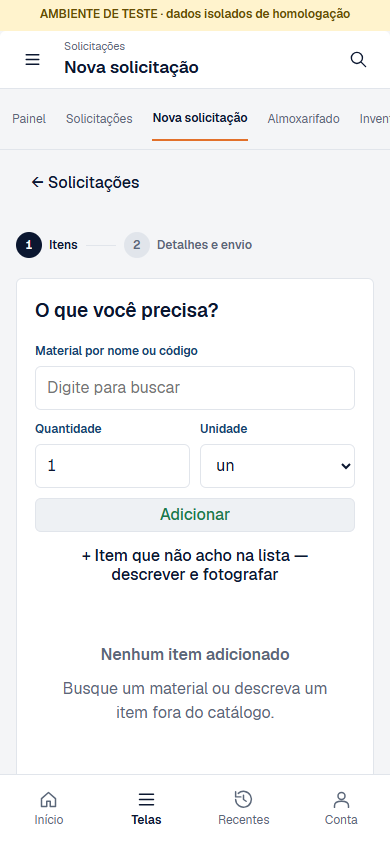 AMBIENTE DE TESTE · dados isolados de homologação
Solicitações
Nova solicitação
Painel Solicitações Nova solicitação Almoxarifado Inven
← Solicitações
1 Itens 2 Detalhes e envio
O que você precisa?
Material por nome ou código
Digite para buscar
Quantidade Unidade
1 un
Adicionar
+ Item que não acho na lista —
descrever e fotografar
Nenhum item adicionado
Busque um material ou descreva um
item fora do catálogo.
Início Telas Recentes Conta